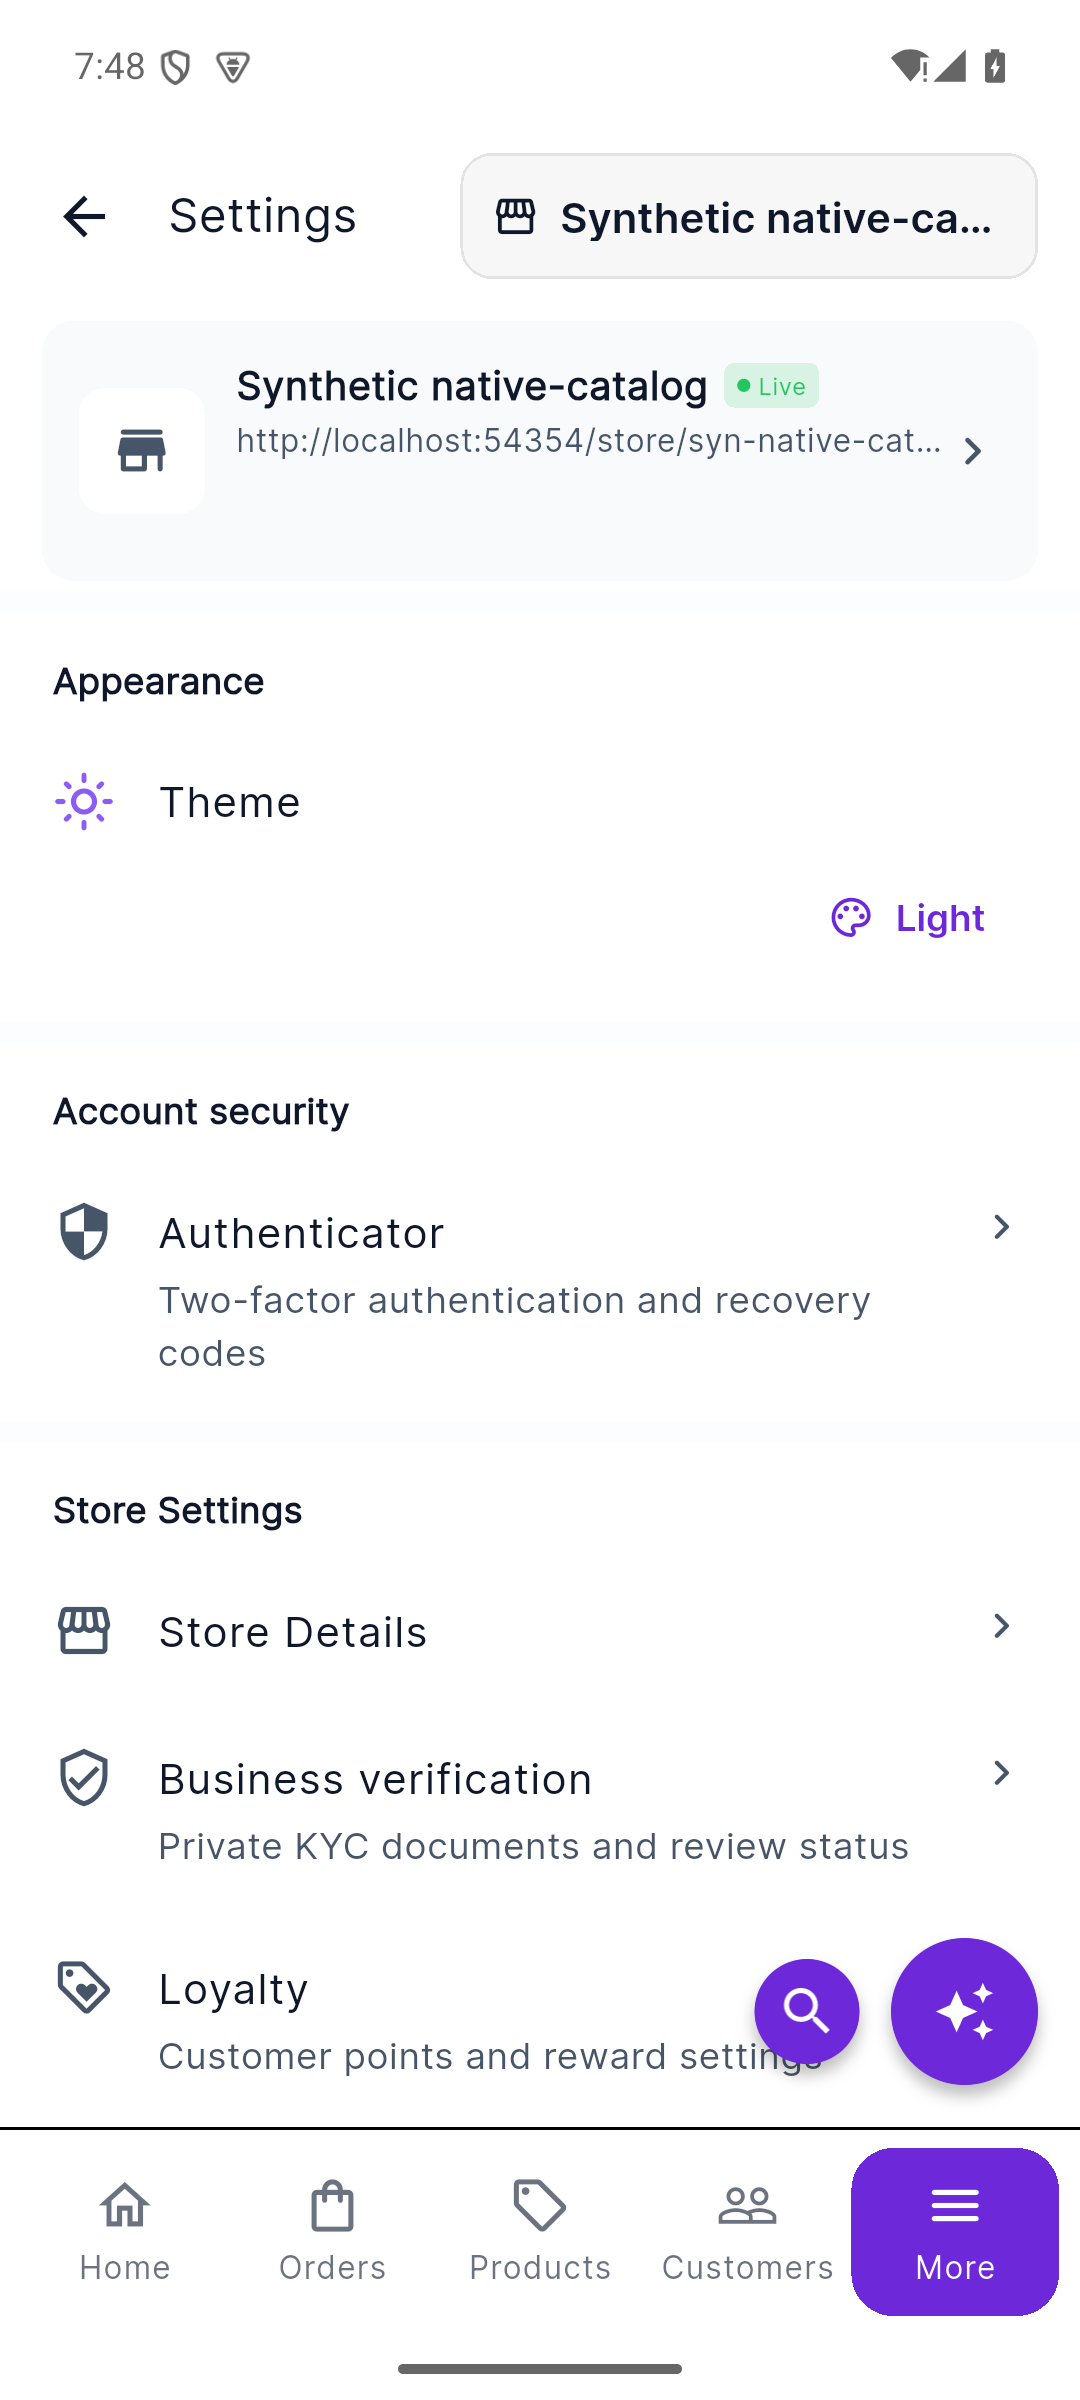 7:48
Settings
Synthetic native-ca...
Synthetic native-catalog
Live
http://localhost:54354/store/syn-native-cat...
Appearance
Theme
Light
Account security
Authenticator
Two-factor authentication and recovery
codes
Store Settings
Store Details
Business verification
Private KYC documents and review status
Loyalty
Customer points and reward settings
Home
Orders
Products
Customers
More